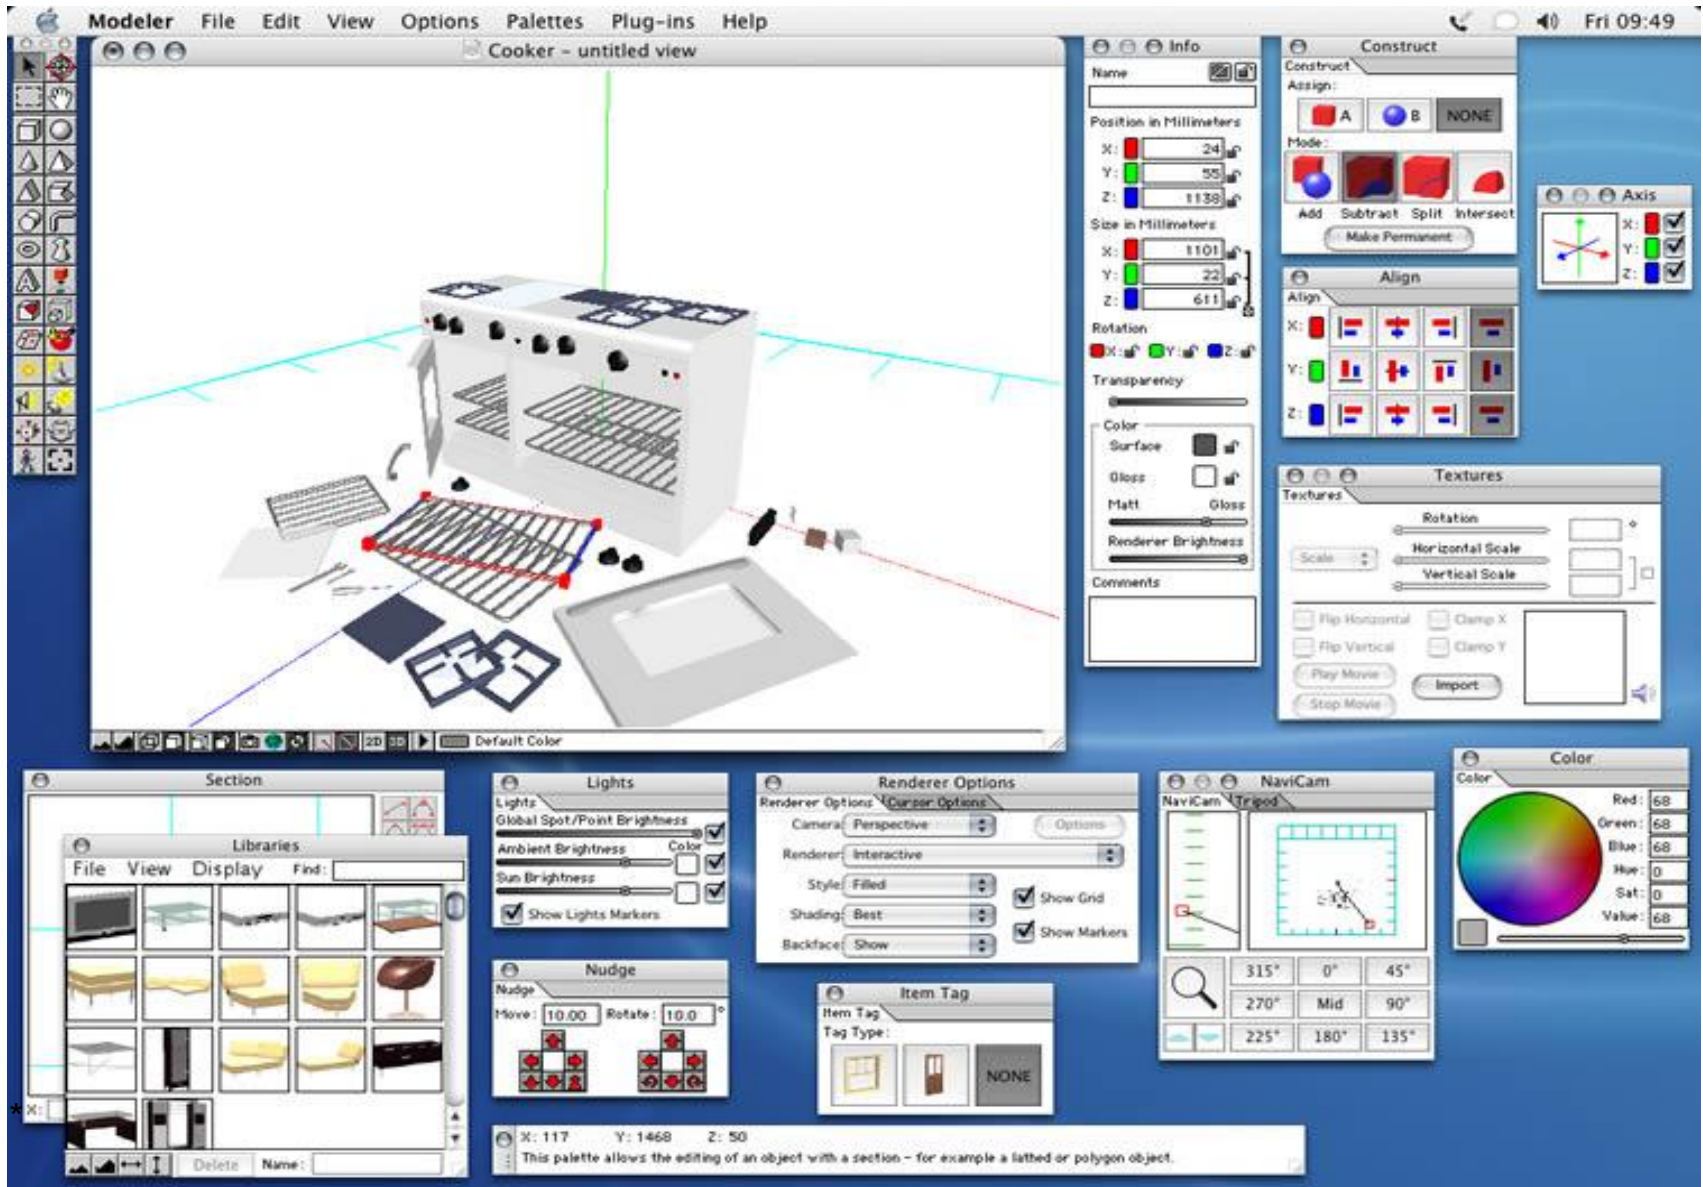 Modeler File Edit View Options Palettes Plug-ins Help Fri 09:49
Cooker - untitled view
2D 3D Default Color
Info
Name
Position in Millimeters
X: 24
Y: 55
Z: 1138
Size in Millimeters
X: 1101
Y: 22
Z: 611
Rotation
X: Y: Z:
Transparency
Color
Surface
Gloss
Matt Gloss
Renderer Brightness
Comments
Construct
Construct
Assign:
A B NONE
Mode:
Add Subtract Split Intersect
Make Permanent
Axis
X:
Y:
Z:
Align
Align
X:
Y:
Z:
Textures
Textures
Rotation °
Scale Horizontal Scale
Vertical Scale
Flip Horizontal Clamp X
Flip Vertical Clamp Y
Play Movie Import
Stop Movie
Section
* X:
Libraries
File View Display Find:
Delete Name:
Lights
Lights
Global Spot/Point Brightness
Ambient Brightness Color
Sun Brightness
Show Lights Markers
Nudge
Nudge
Move: 10.00 Rotate: 10.0 °
Renderer Options
Renderer Options Cursor Options
Camera: Perspective Options
Renderer: Interactive
Style: Filled Show Grid
Shading: Best
Show Markers
Backface: Show
Item Tag
Item Tag
Tag Type:
NONE
NaviCam
NaviCam Tripod
315° 0° 45°
270° Mid 90°
225° 180° 135°
Color
Color
Red: 68
Green: 68
Blue: 68
Hue: 0
Sat: 0
Value: 68
X: 117 Y: 1468 Z: 50
This palette allows the editing of an object with a section - for example a lathed or polygon object.